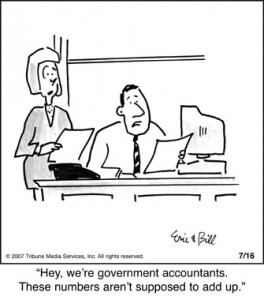 Eric & Bill
© 2007 Tribune Media Services, Inc. All rights reserved.
7/16
“Hey, we’re government accountants.
These numbers aren’t supposed to add up.”